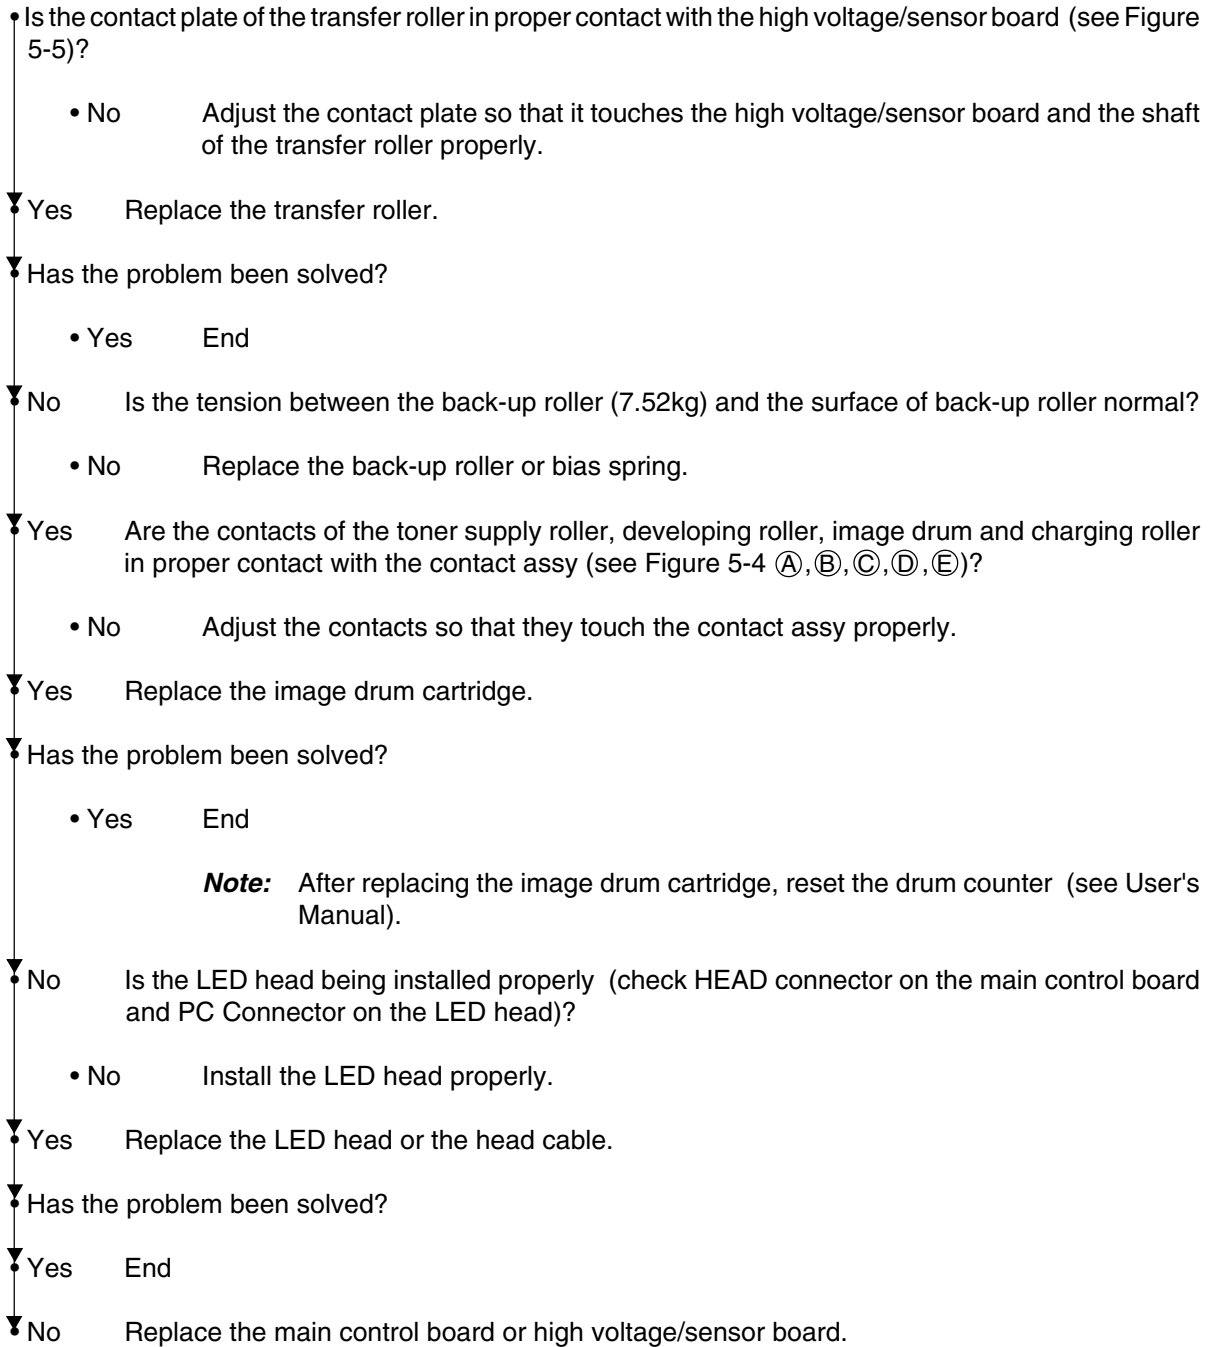 • Is the contact plate of the transfer roller in proper contact with the high voltage/sensor board (see Figure
5-5)?
• No Adjust the contact plate so that it touches the high voltage/sensor board and the shaft
of the transfer roller properly.
Yes Replace the transfer roller.
Has the problem been solved?
• Yes End
No Is the tension between the back-up roller (7.52kg) and the surface of back-up roller normal?
• No Replace the back-up roller or bias spring.
Yes Are the contacts of the toner supply roller, developing roller, image drum and charging roller
in proper contact with the contact assy (see Figure 5-4 Ⓐ,Ⓑ,Ⓒ,Ⓓ,Ⓔ)?
• No Adjust the contacts so that they touch the contact assy properly.
Yes Replace the image drum cartridge.
Has the problem been solved?
• Yes End
Note: After replacing the image drum cartridge, reset the drum counter (see User's
Manual).
No Is the LED head being installed properly (check HEAD connector on the main control board
and PC Connector on the LED head)?
• No Install the LED head properly.
Yes Replace the LED head or the head cable.
Has the problem been solved?
Yes End
No Replace the main control board or high voltage/sensor board.